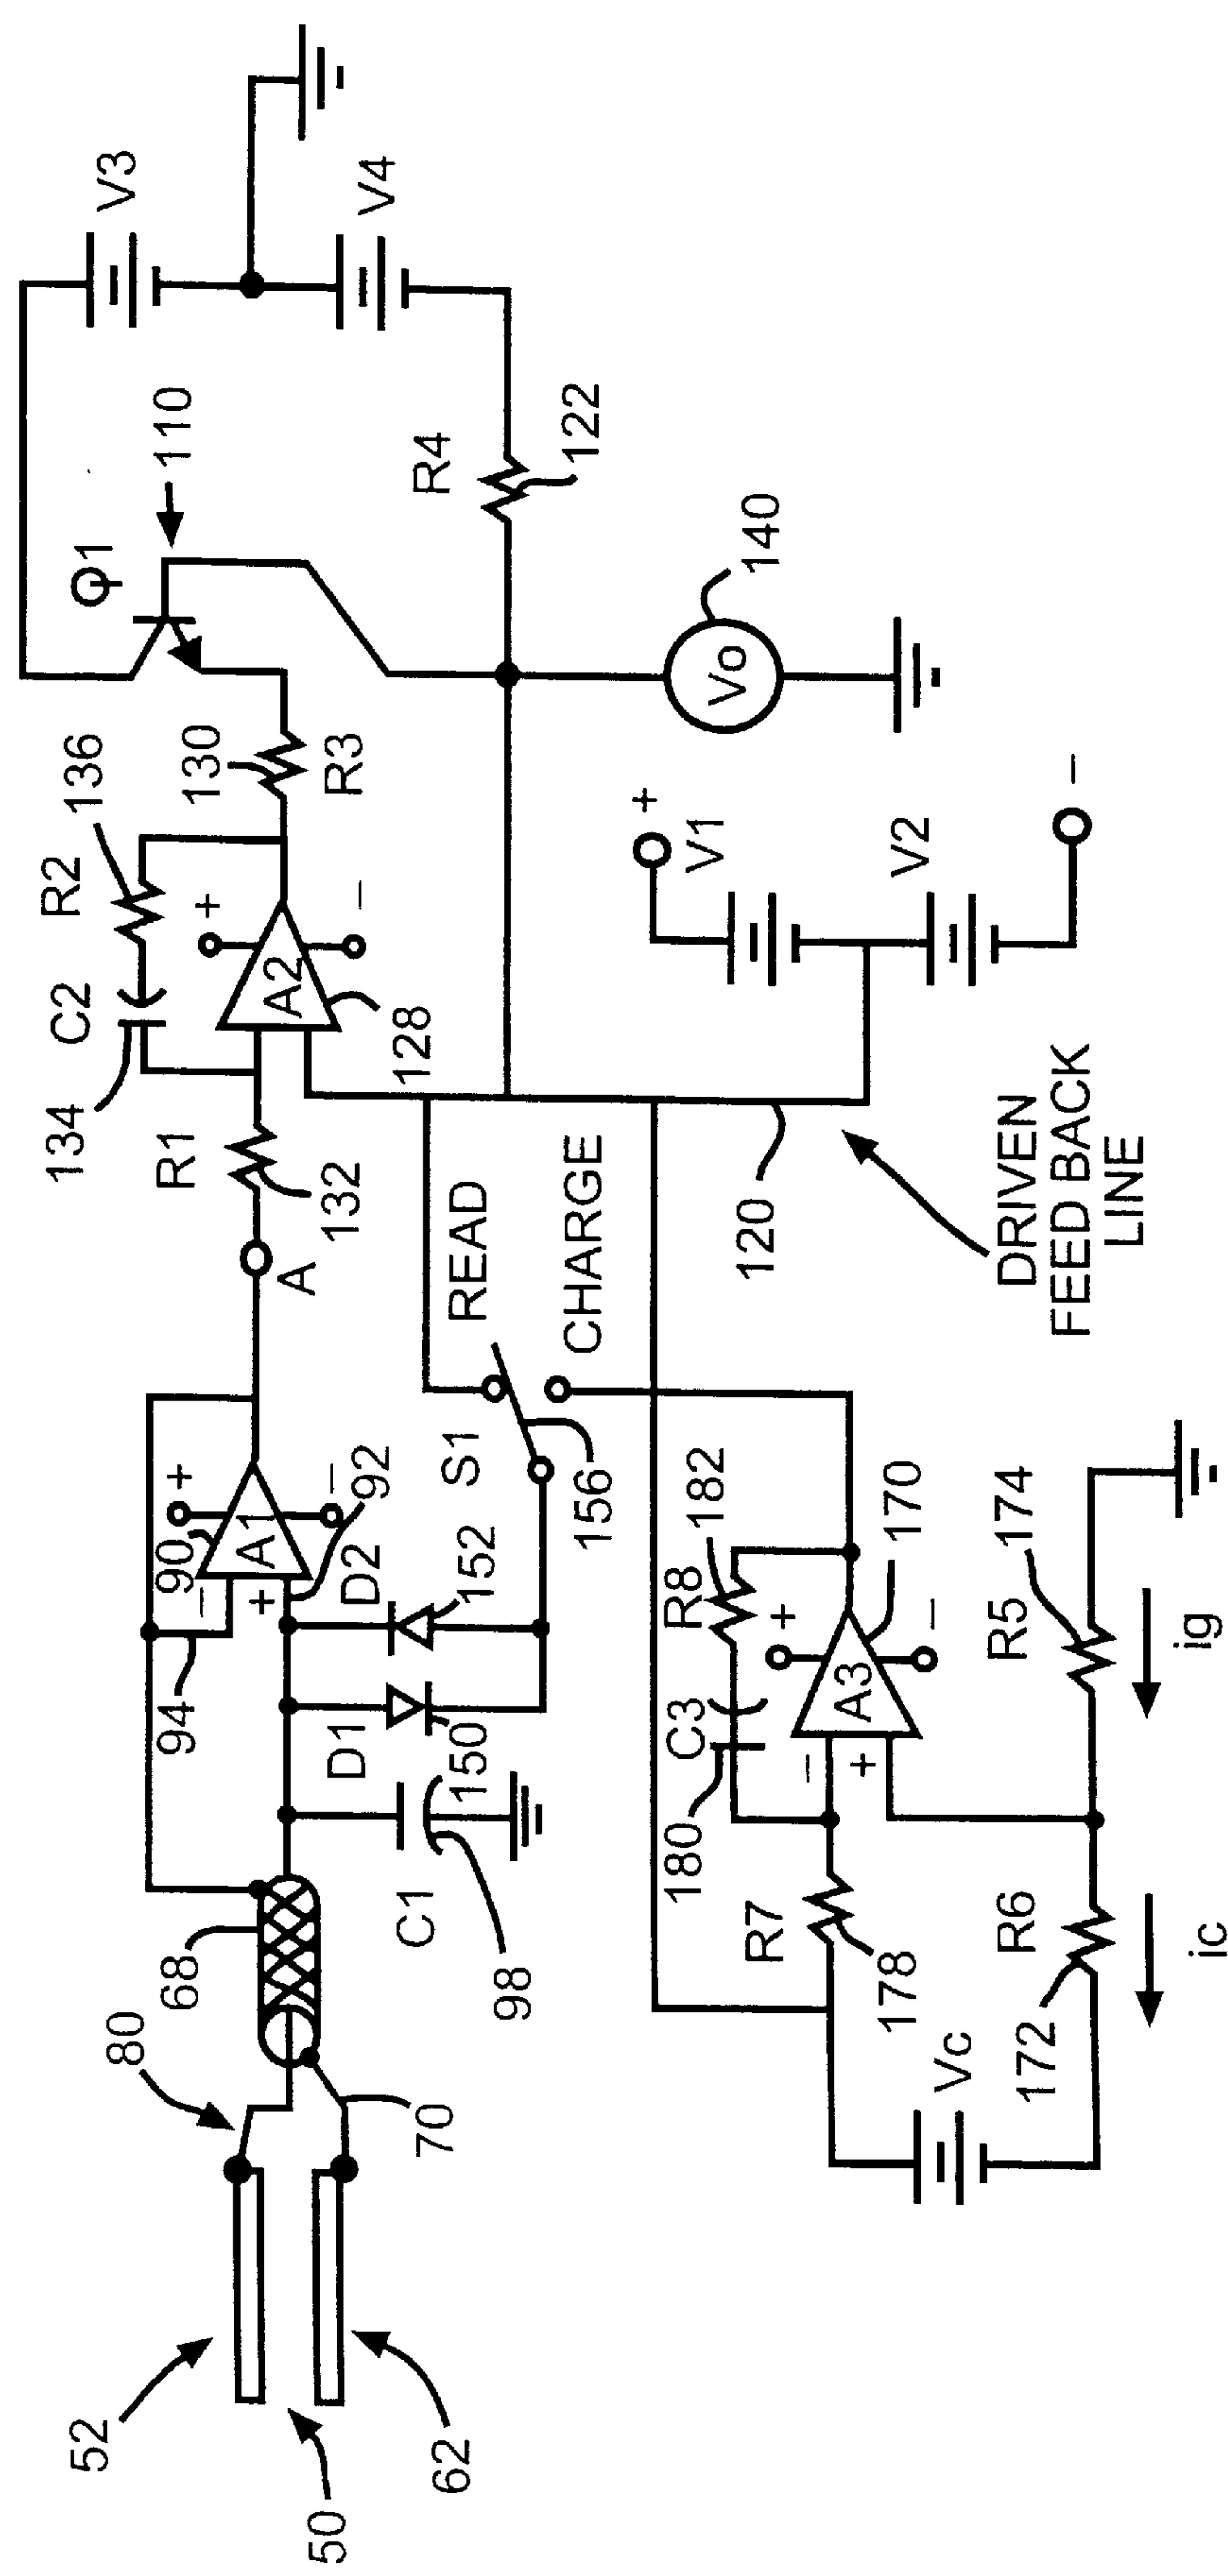 52
50
62
80
70
68
C1
98
94
90
A1
+
−
−
+
92
D1
150
D2
152
S1
156
READ
CHARGE
A
R1
132
134
C2
R2
136
A2
+
−
128
130
R3
Q1
110
V3
V4
R4
122
Vo
140
V1
+
V2
−
120
DRIVEN
FEED BACK
LINE
Vc
R7
178
180
C3
R8
182
A3
−
+
+
−
170
R6
172
ic
R5
174
ig